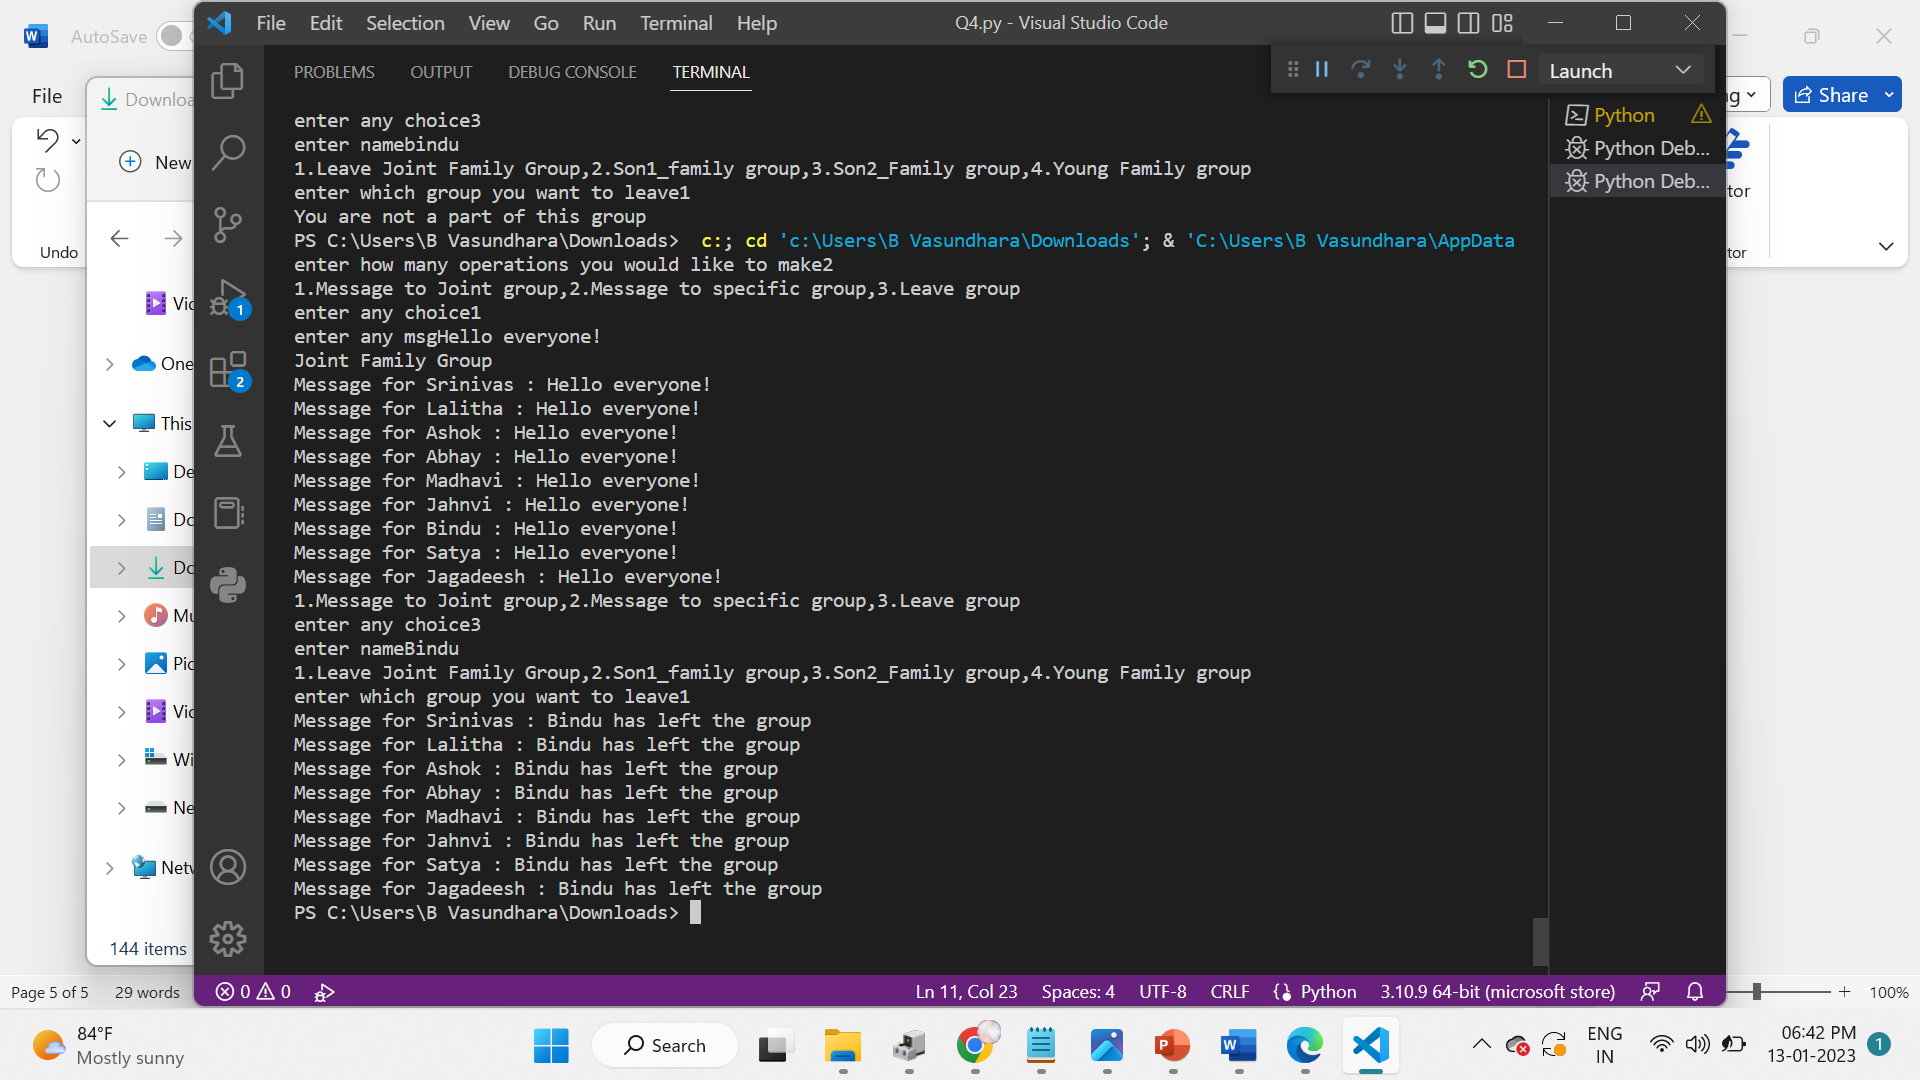 AutoSave
File
Undo
Share
File Edit Selection View Go Run Terminal Help
Q4.py - Visual Studio Code
PROBLEMS OUTPUT DEBUG CONSOLE TERMINAL
Launch
Python
Python Deb...
Python Deb...
New
144 items
enter any choice3
enter namebindu
1.Leave Joint Family Group,2.Son1_family group,3.Son2_Family group,4.Young Family group
enter which group you want to leave1
You are not a part of this group
PS C:\Users\B Vasundhara\Downloads>  c:; cd 'c:\Users\B Vasundhara\Downloads'; & 'C:\Users\B Vasundhara\AppData
enter how many operations you would like to make2
1.Message to Joint group,2.Message to specific group,3.Leave group
enter any choice1
enter any msgHello everyone!
Joint Family Group
Message for Srinivas : Hello everyone!
Message for Lalitha : Hello everyone!
Message for Ashok : Hello everyone!
Message for Abhay : Hello everyone!
Message for Madhavi : Hello everyone!
Message for Jahnvi : Hello everyone!
Message for Bindu : Hello everyone!
Message for Satya : Hello everyone!
Message for Jagadeesh : Hello everyone!
1.Message to Joint group,2.Message to specific group,3.Leave group
enter any choice3
enter nameBindu
1.Leave Joint Family Group,2.Son1_family group,3.Son2_Family group,4.Young Family group
enter which group you want to leave1
Message for Srinivas : Bindu has left the group
Message for Lalitha : Bindu has left the group
Message for Ashok : Bindu has left the group
Message for Abhay : Bindu has left the group
Message for Madhavi : Bindu has left the group
Message for Jahnvi : Bindu has left the group
Message for Satya : Bindu has left the group
Message for Jagadeesh : Bindu has left the group
PS C:\Users\B Vasundhara\Downloads>
0 0
Ln 11, Col 23 Spaces: 4 UTF-8 CRLF Python 3.10.9 64-bit (microsoft store)
Page 5 of 5 29 words
100%
84°F
Mostly sunny
Search
ENG
IN
06:42 PM
13-01-2023
1